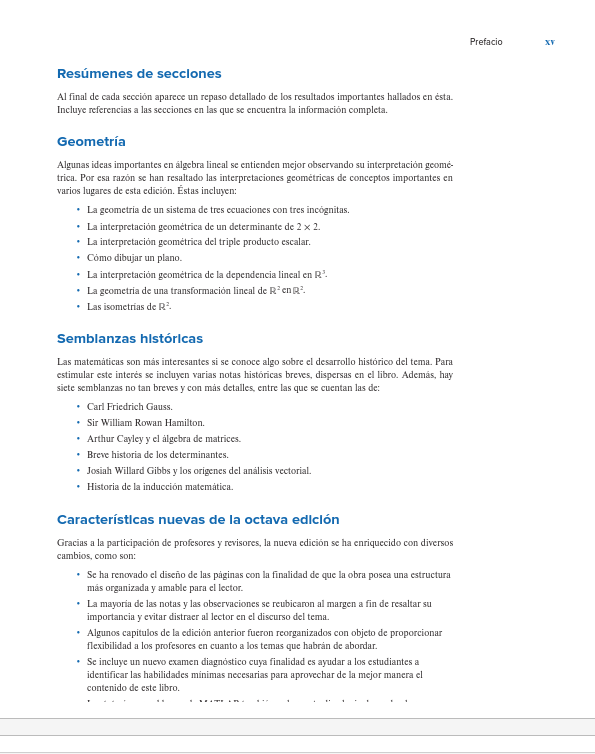 Prefacio xv
Resúmenes de secciones
Al final de cada sección aparece un repaso detallado de los resultados importantes hallados en ésta.
Incluye referencias a las secciones en las que se encuentra la información completa.
Geometría
Algunas ideas importantes en álgebra lineal se entienden mejor observando su interpretación geomé-
trica. Por esa razón se han resaltado las interpretaciones geométricas de conceptos importantes en
varios lugares de esta edición. Éstas incluyen:
• La geometría de un sistema de tres ecuaciones con tres incógnitas.
• La interpretación geométrica de un determinante de 2 × 2.
• La interpretación geométrica del triple producto escalar.
• Cómo dibujar un plano.
• La interpretación geométrica de la dependencia lineal en ℝ³.
• La geometría de una transformación lineal de ℝ² en ℝ².
• Las isometrías de ℝ².
Semblanzas históricas
Las matemáticas son más interesantes si se conoce algo sobre el desarrollo histórico del tema. Para
estimular este interés se incluyen varias notas históricas breves, dispersas en el libro. Además, hay
siete semblanzas no tan breves y con más detalles, entre las que se cuentan las de:
• Carl Friedrich Gauss.
• Sir William Rowan Hamilton.
• Arthur Cayley y el álgebra de matrices.
• Breve historia de los determinantes.
• Josiah Willard Gibbs y los orígenes del análisis vectorial.
• Historia de la inducción matemática.
Características nuevas de la octava edición
Gracias a la participación de profesores y revisores, la nueva edición se ha enriquecido con diversos
cambios, como son:
• Se ha renovado el diseño de las páginas con la finalidad de que la obra posea una estructura
más organizada y amable para el lector.
• La mayoría de las notas y las observaciones se reubicaron al margen a fin de resaltar su
importancia y evitar distraer al lector en el discurso del tema.
• Algunos capítulos de la edición anterior fueron reorganizados con objeto de proporcionar
flexibilidad a los profesores en cuanto a los temas que habrán de abordar.
• Se incluye un nuevo examen diagnóstico cuya finalidad es ayudar a los estudiantes a
identificar las habilidades mínimas necesarias para aprovechar de la mejor manera el
contenido de este libro.